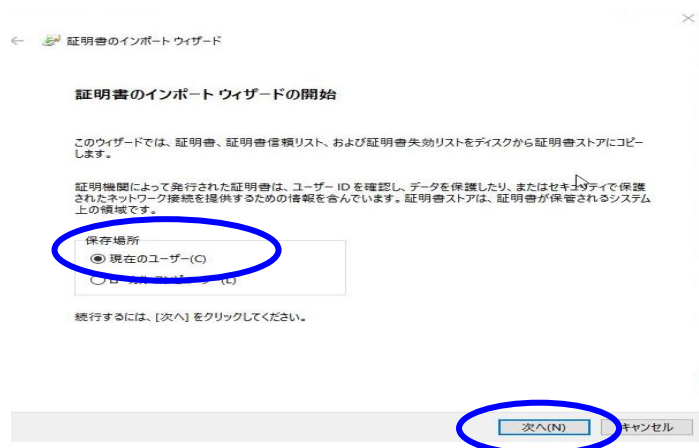 証明書のインポート ウィザード
証明書のインポート ウィザードの開始
このウィザードでは、証明書、証明書信頼リスト、および証明書失効リストをディスクから証明書ストアにコピー
します。
証明機関によって発行された証明書は、ユーザー ID を確認し、データを保護したり、またはセキュリティで保護
されたネットワーク接続を提供するための情報を含んでいます。証明書ストアは、証明書が保管されるシステム
上の領域です。
保存場所
現在のユーザー(C)
(L)
続行するには、[次へ] をクリックしてください。
次へ(N)
キャンセル